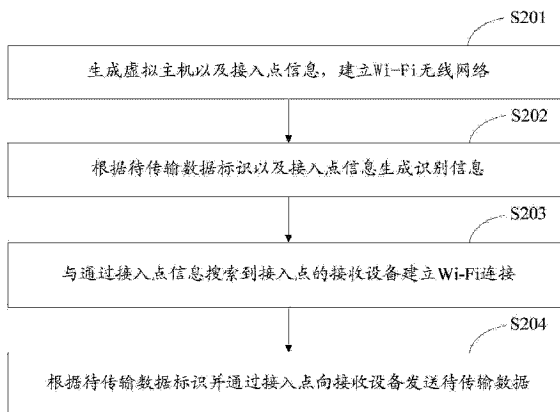 S201
生成虚拟主机以及接入点信息，建立Wi-Fi无线网络
S202
根据待传输数据标识以及接入点信息生成识别信息
S203
与通过接入点信息搜索到接入点的接收设备建立Wi-Fi连接
S204
根据待传输数据标识并通过接入点向接收设备发送待传输数据